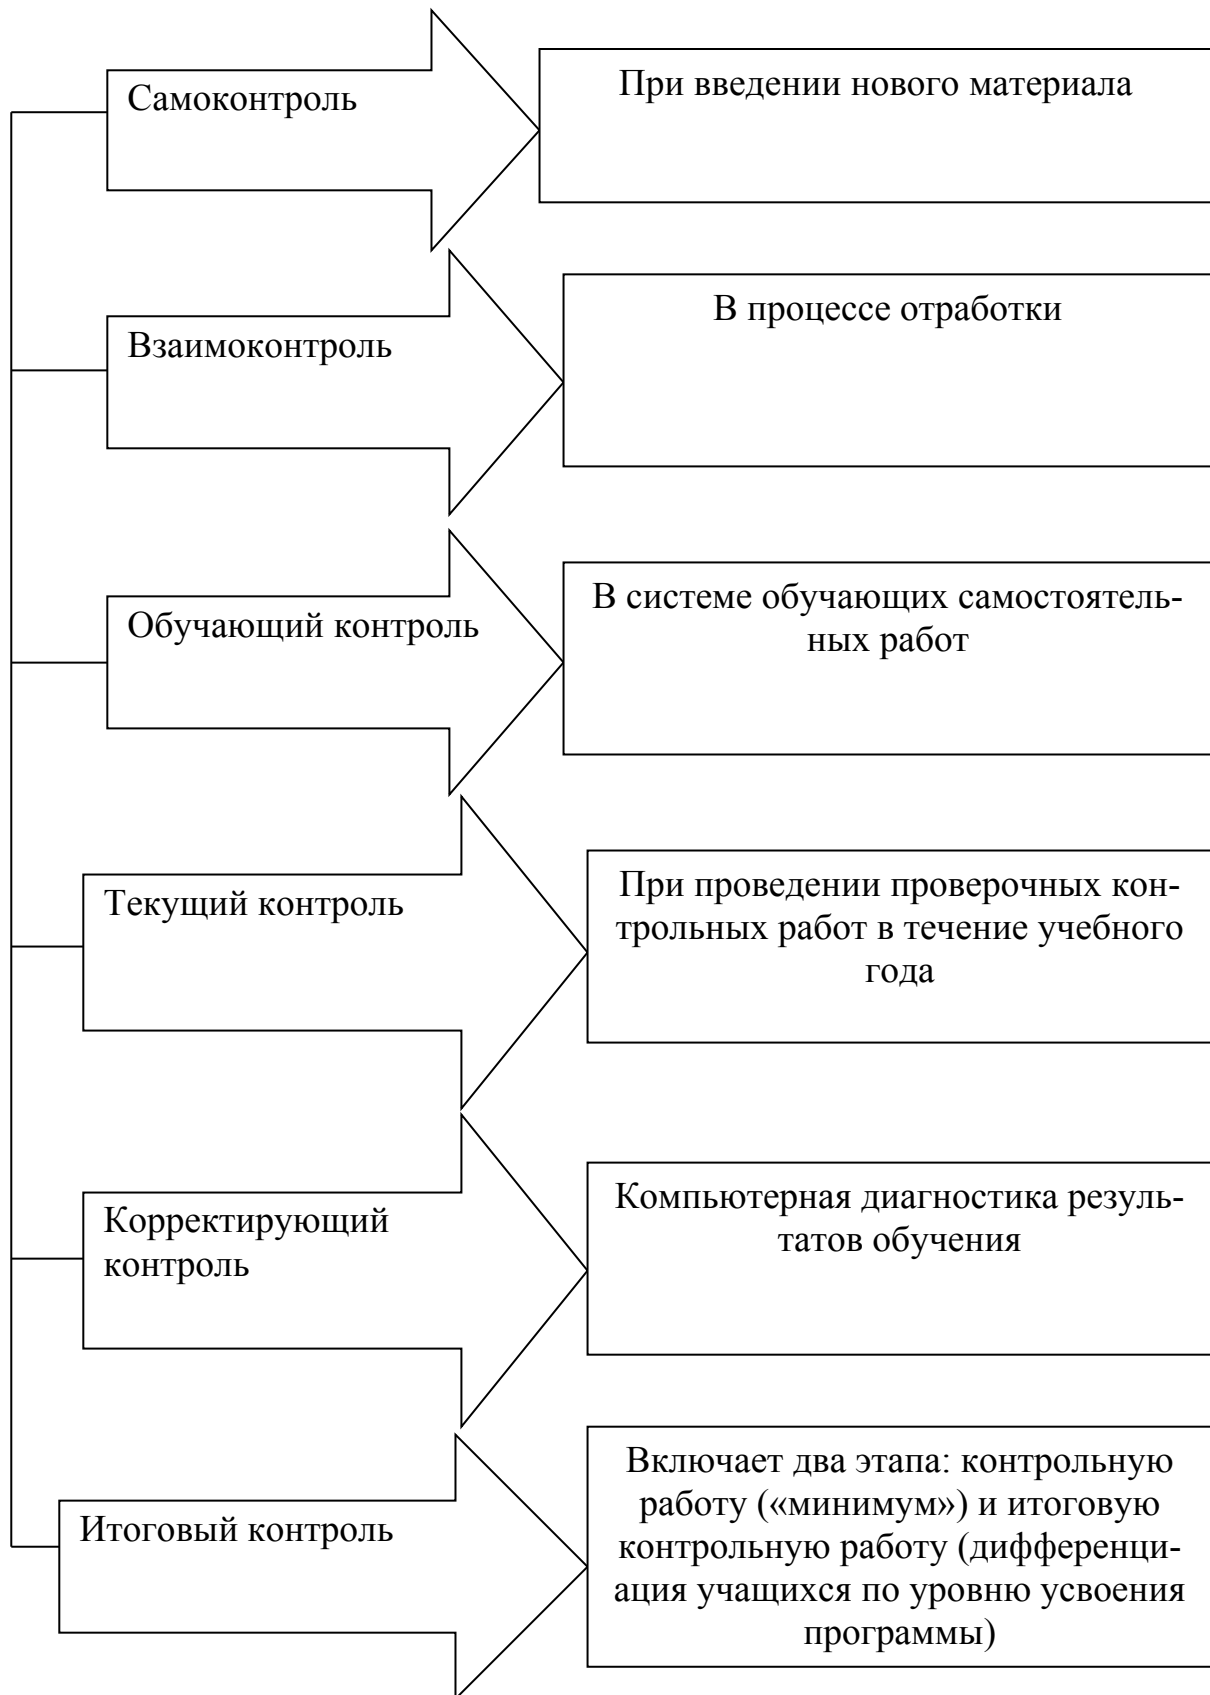 Самоконтроль
При введении нового материала
Взаимоконтроль
В процессе отработки
Обучающий контроль
В системе обучающих самостоятель-
ных работ
Текущий контроль
При проведении проверочных кон-
трольных работ в течение учебного
года
Корректирующий
контроль
Компьютерная диагностика резуль-
татов обучения
Итоговый контроль
Включает два этапа: контрольную
работу («минимум») и итоговую
контрольную работу (дифференци-
ация учащихся по уровню усвоения
программы)